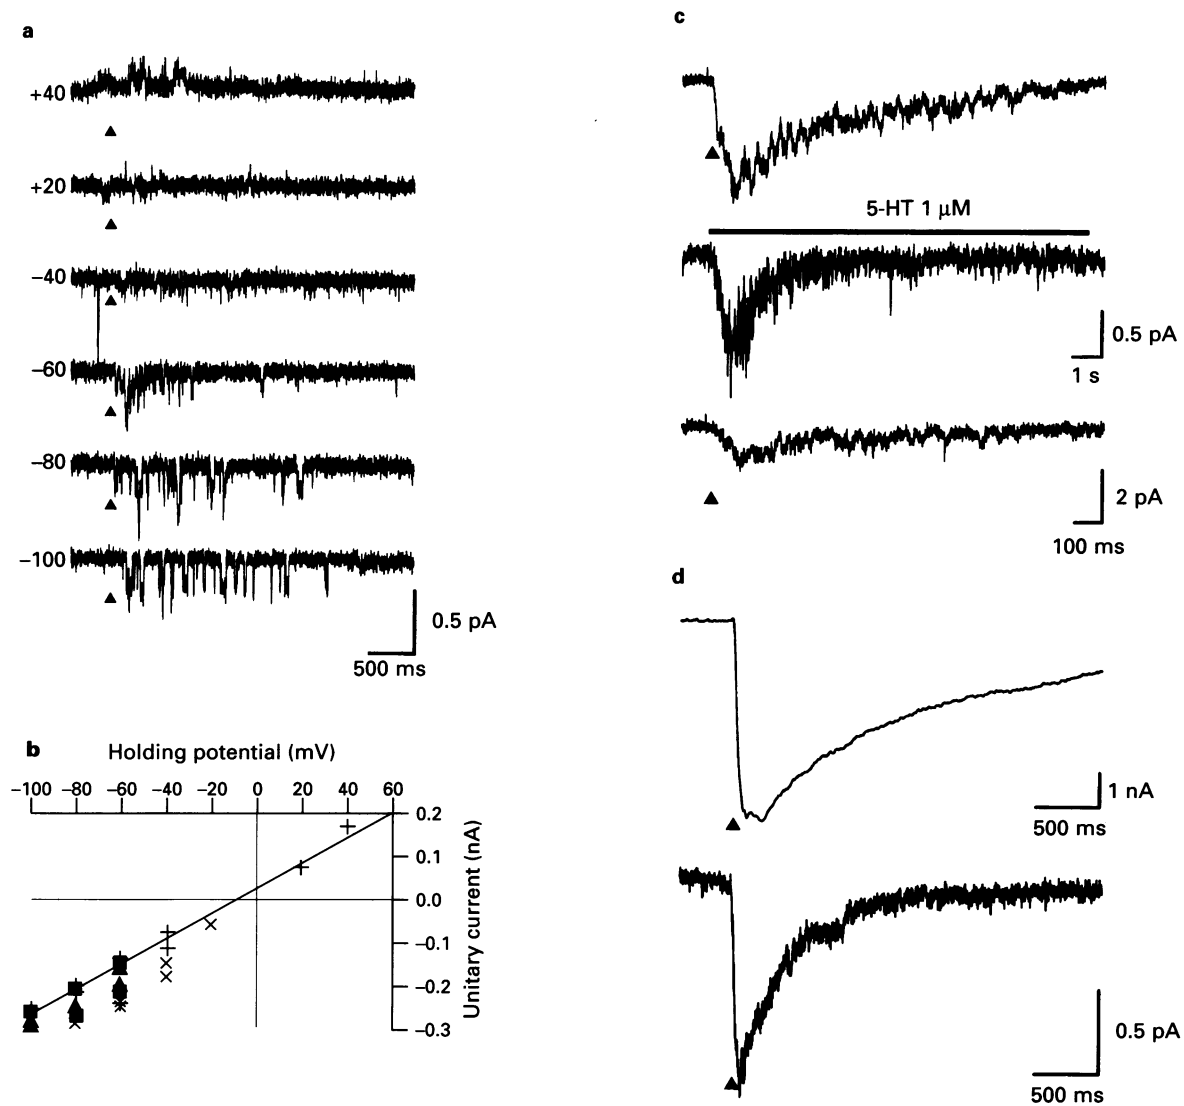 a
+40
+20
−40
−60
−80
−100
0.5 pA
500 ms
b
Holding potential (mV)
−100 −80 −60 −40 −20 0 20 40 60
0.2
0.1
0.0
−0.1
−0.2
−0.3
Unitary current (nA)
c
5-HT 1 μM
0.5 pA
1 s
2 pA
100 ms
d
1 nA
500 ms
0.5 pA
500 ms